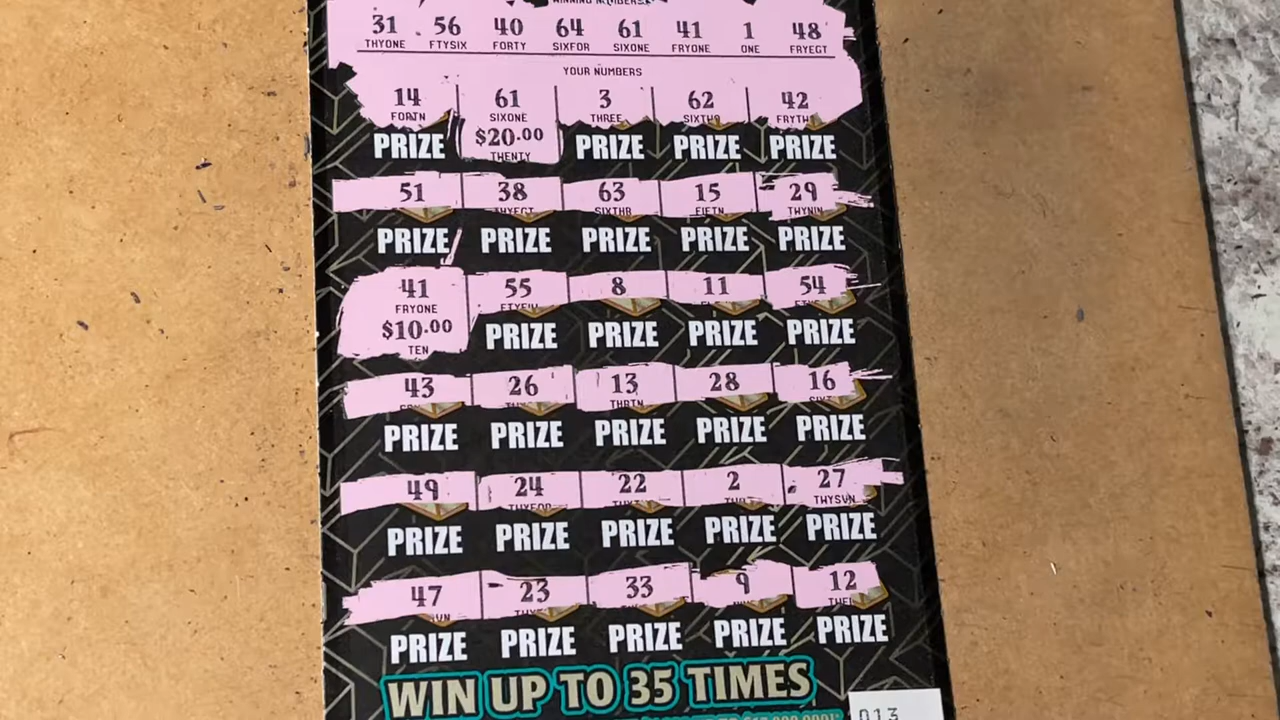 WINNING NUMBERS
31 56 40 64 61 41 1 48
THYONE FTYSIX FORTY SIXFOR SIXONE FRYONE ONE FRYEGT
YOUR NUMBERS
14 61 3 62 42
FORTN SIXONE THREE
PRIZE $20.00 PRIZE PRIZE PRIZE
THENTY
51 38 63 15 29
SIXTHR FIFTN THYNIN
PRIZE PRIZE PRIZE PRIZE PRIZE
41 55 8 11 54
FRYONE
$10.00 PRIZE PRIZE PRIZE PRIZE
TEN
43 26 13 28 16
THRTN
PRIZE PRIZE PRIZE PRIZE PRIZE
49 24 22 2 27
THYSVN
PRIZE PRIZE PRIZE PRIZE PRIZE
47 23 33 9 12
PRIZE PRIZE PRIZE PRIZE PRIZE
WIN UP TO 35 TIMES
013